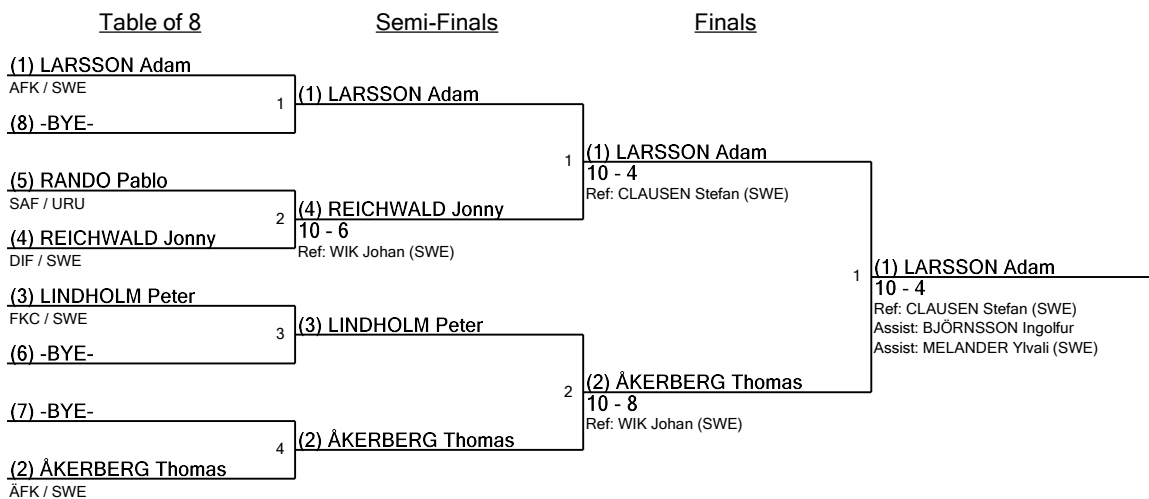 Table of 8
Semi-Finals
Finals
(1) LARSSON Adam
AFK / SWE
1
(8) -BYE-
(1) LARSSON Adam
(5) RANDO Pablo
SAF / URU
2
(4) REICHWALD Jonny
DIF / SWE
(4) REICHWALD Jonny
10 - 6
Ref: WIK Johan (SWE)
1
(1) LARSSON Adam
10 - 4
Ref: CLAUSEN Stefan (SWE)
(3) LINDHOLM Peter
FKC / SWE
3
(6) -BYE-
(3) LINDHOLM Peter
(7) -BYE-
4
(2) ÅKERBERG Thomas
ÄFK / SWE
(2) ÅKERBERG Thomas
2
(2) ÅKERBERG Thomas
10 - 8
Ref: WIK Johan (SWE)
1
(1) LARSSON Adam
10 - 4
Ref: CLAUSEN Stefan (SWE)
Assist: BJÖRNSSON Ingolfur
Assist: MELANDER Ylvali (SWE)